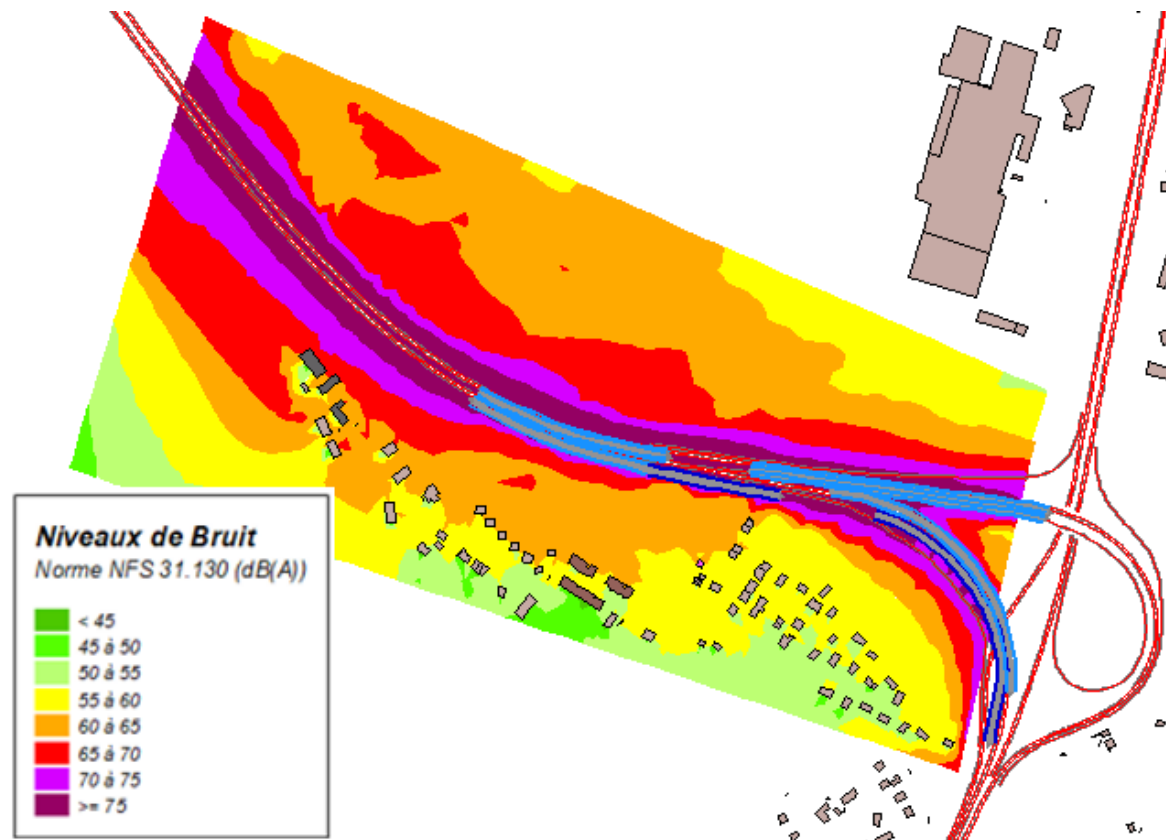 Niveaux de Bruit
Norme NFS 31.130 (dB(A))
< 45
45 à 50
50 à 55
55 à 60
60 à 65
65 à 70
70 à 75
>= 75